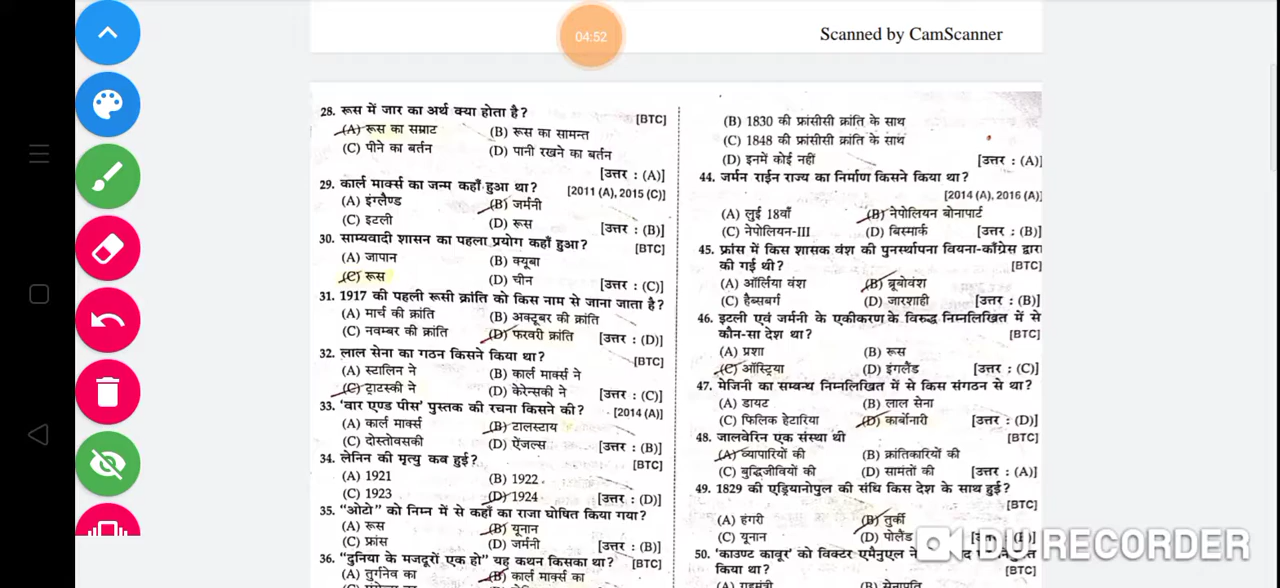 04:52
Scanned by CamScanner
28. रूस में जार का अर्थ क्या होता है?
[BTC]
(A) रूस का सम्राट (B) रूस का सामन्त
(C) पीने का बर्तन (D) पानी रखने का बर्तन
[उत्तर : (A)
29. कार्ल मार्क्स का जन्म कहाँ हुआ था?
[2011 (A), 2015 (C)]
(A) इंग्लैण्ड (B) जर्मनी
(C) इटली (D) रूस [उत्तर : (B)]
30. साम्यवादी शासन का पहला प्रयोग कहाँ हुआ? [BTC]
(A) जापान (B) क्यूबा
(C) रूस (D) चीन [उत्तर : (C)]
31. 1917 की पहली रूसी क्रांति को किस नाम से जाना जाता है?
(A) मार्च की क्रांति (B) अक्टूबर की क्रांति
(C) नवम्बर की क्रांति (D) फरवरी क्रांति [उत्तर : (D)]
32. लाल सेना का गठन किसने किया था? [BTC]
(A) स्टालिन ने (B) कार्ल मार्क्स ने
(C) ट्राटस्की ने (D) केरेन्सकी ने [उत्तर : (C)
33. 'वार एण्ड पीस' पुस्तक की रचना किसने की? [2014 (A)]
(A) कार्ल मार्क्स (B) टालस्टाय
(C) दोस्तोवसकी (D) ऐंजल्स [उत्तर : (B)]
34. लेनिन की मृत्यु कब हुई? [BTC]
(A) 1921 (B) 1922
(C) 1923 (D) 1924 [उत्तर : (D)]
35. "ओटो" को निम्न में से कहाँ का राजा घोषित किया गया?
(A) रूस (B) यूनान
(C) फ्रांस (D) जर्मनी [उत्तर : (B)]
36. "दुनिया के मजदूरों एक हो" यह कथन किसका था? [BTC]
(A) तुर्गनिव का (B) कार्ल मार्क्स का
(B) 1830 की फ्रांसीसी क्रांति के साथ
(C) 1848 की फ्रांसीसी क्रांति के साथ
(D) इनमें कोई नहीं [उत्तर : (A)]
44. जर्मन राईन राज्य का निर्माण किसने किया था?
[2014 (A), 2016 (A)]
(A) लुई 18वाँ (B) नेपोलियन बोनापार्ट
(C) नेपोलियन-III (D) बिस्मार्क [उत्तर : (B)]
45. फ्रांस में किस शासक वंश की पुनर्स्थापना वियना-काँग्रेस द्वारा
की गई थी? [BTC]
(A) ऑर्लिया वंश (B) बूबोवंश
(C) हैब्सबर्ग (D) जारशाही [उत्तर : (B)]
46. इटली एवं जर्मनी के एकीकरण के विरुद्ध निम्नलिखित में से
कौन-सा देश था? [BTC]
(A) प्रशा (B) रूस
(C) ऑस्ट्रिया (D) इंगलैंड [उत्तर : (C)]
47. मेजिनी का सम्बन्ध निम्नलिखित में से किस संगठन से था?
(A) डायट (B) लाल सेना
(C) फिलिक हेटारिया (D) कार्बोनारी [उत्तर : (D)]
48. जालवेरिन एक संस्था थी [BTC]
(A) व्यापारियों की (B) क्रांतिकारियों की
(C) बुद्धिजीवियों की (D) सामंतों की [उत्तर : (A)]
49. 1829 की एड्रियानोपुल की संधि किस देश के साथ हुई?
[BTC]
(A) हंगरी (B) तुर्की
(C) यूनान (D) पोलैंड
50. 'काउण्ट कावूर' को विक्टर एमैनुएल ने
किया था? [BTC]
(A) गृहमंत्री (B) सेनापति
DU RECORDER